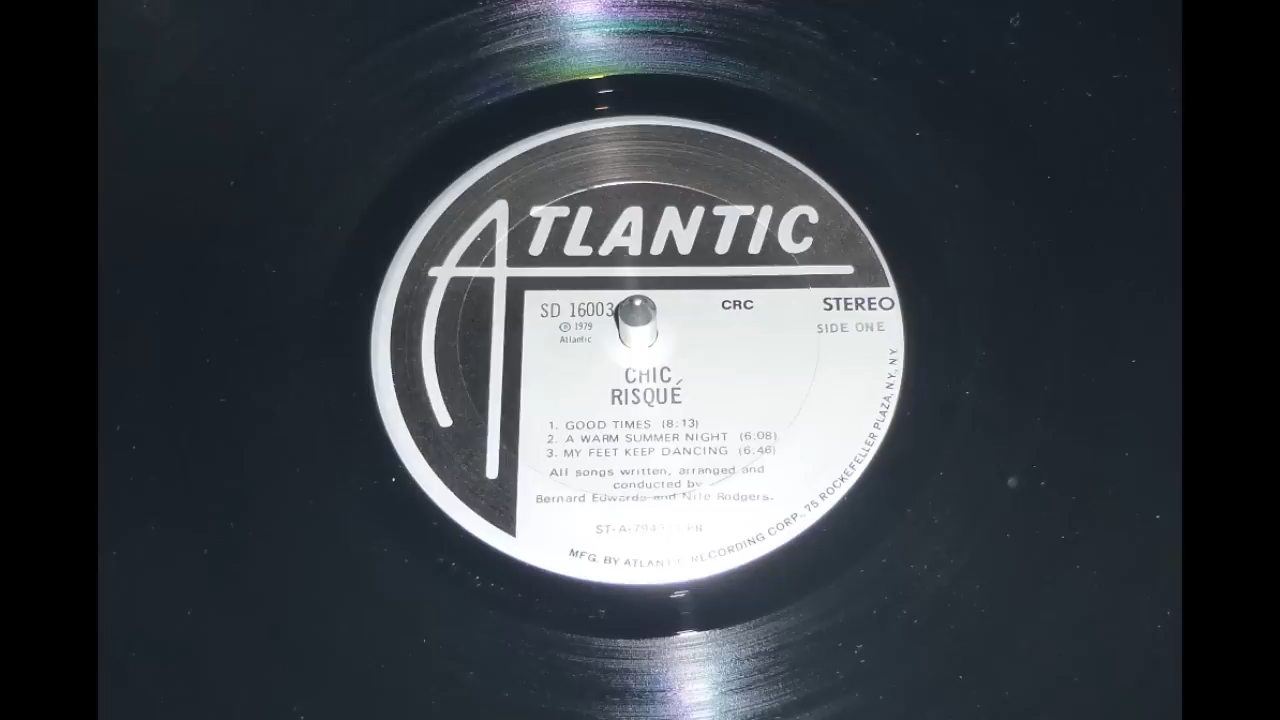 ATLANTIC
SD 16003
CRC
STEREO
℗ 1979
Atlantic
SIDE ONE
CHIC
RISQUÉ
1. GOOD TIMES (8:13)
2. A WARM SUMMER NIGHT (6:08)
3. MY FEET KEEP DANCING (6:46)
All songs written, arranged and
conducted by
Bernard Edwards and Nile Rodgers.
MFG. BY ATLANTIC RECORDING CORP., 75 ROCKEFELLER PLAZA, N.Y., N.Y